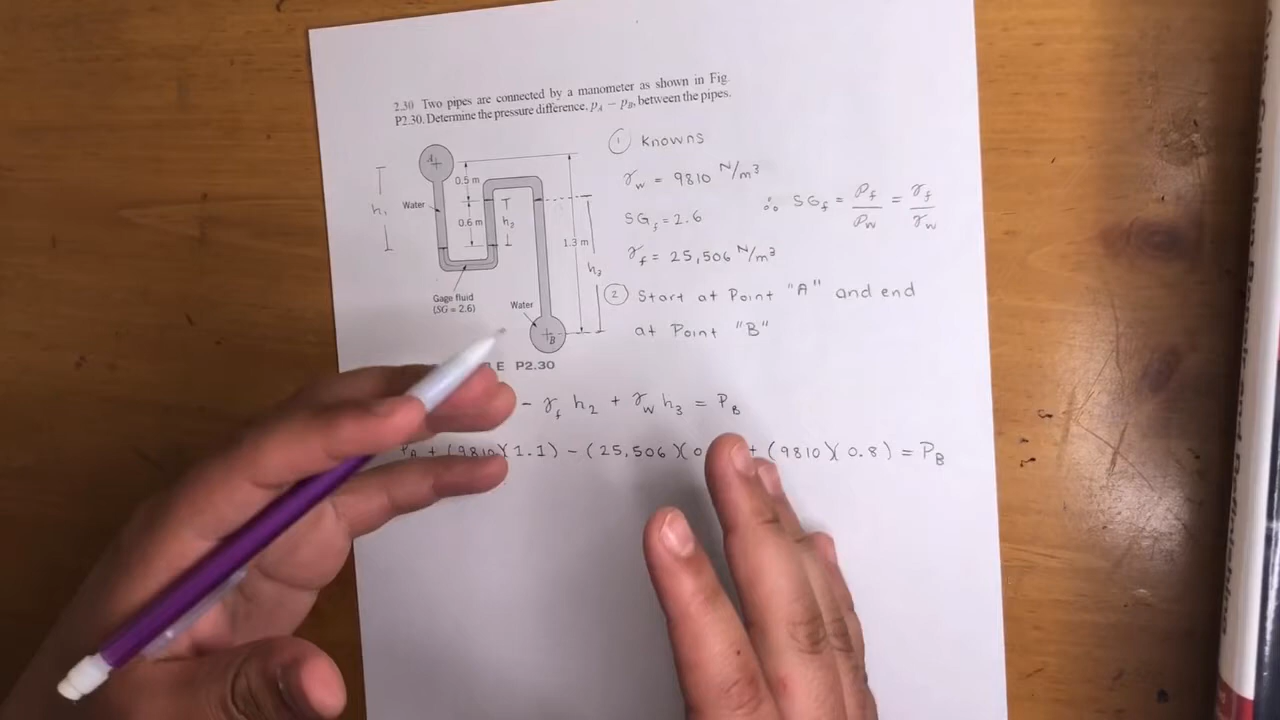 2.30 Two pipes are connected by a manometer as shown in Fig.
P2.30. Determine the pressure difference, pA − pB, between the pipes.
① Knowns
γw = 9810 N/m³
∴ SGf = ρf/ρw = γf/γw
SGf = 2.6
γf = 25,506 N/m³
② Start at Point "A" and end
at Point "B"
A
0.5 m
Water
h₁
0.6 m
h₂
1.3 m
h₃
Gage fluid
(SG = 2.6)
Water
B
E P2.30
− γf h₂ + γw h₃ = PB
PA + (9810)(1.1) − (25,506)(0 + (9810)(0.8) = PB